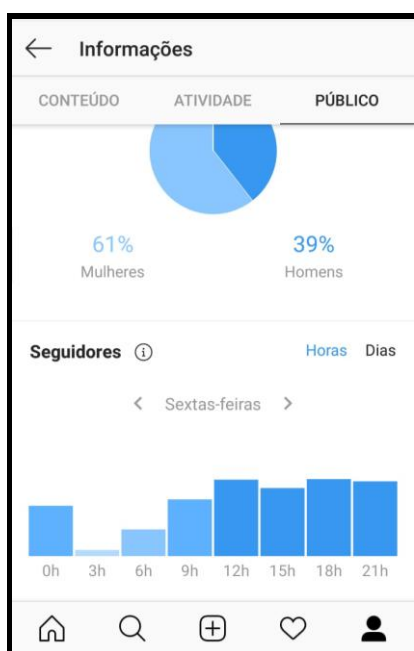 Informações
CONTEÚDO ATIVIDADE PÚBLICO
61% 39%
Mulheres Homens
Seguidores Horas Dias
Sextas-feiras
0h 3h 6h 9h 12h 15h 18h 21h